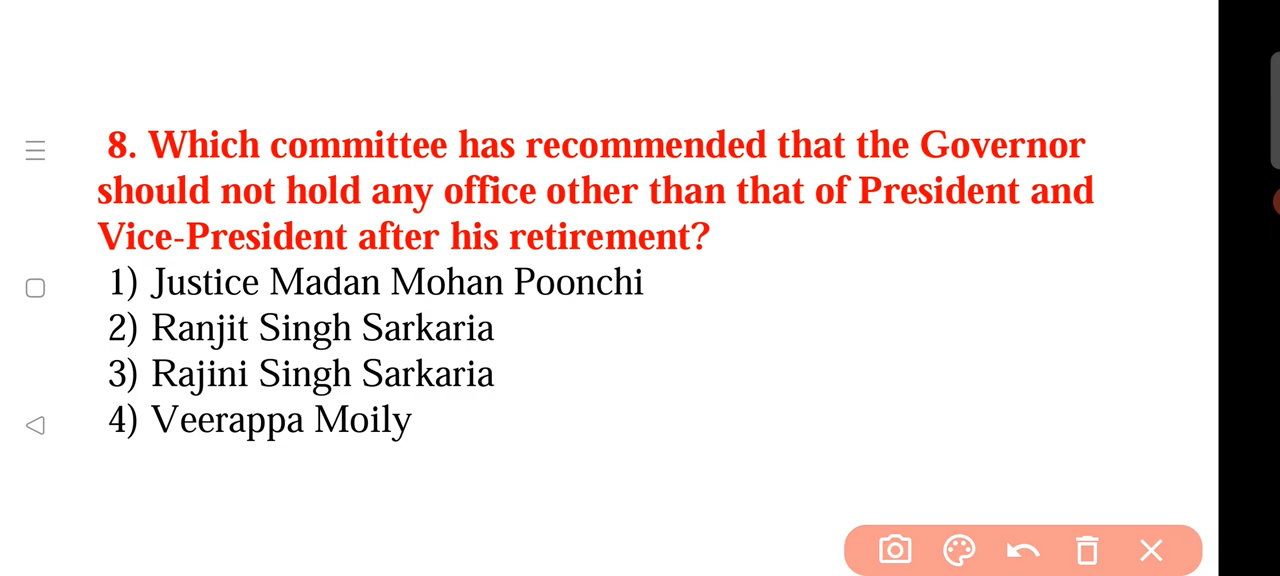 8. Which committee has recommended that the Governor
should not hold any office other than that of President and
Vice-President after his retirement?
1) Justice Madan Mohan Poonchi
2) Ranjit Singh Sarkaria
3) Rajini Singh Sarkaria
4) Veerappa Moily